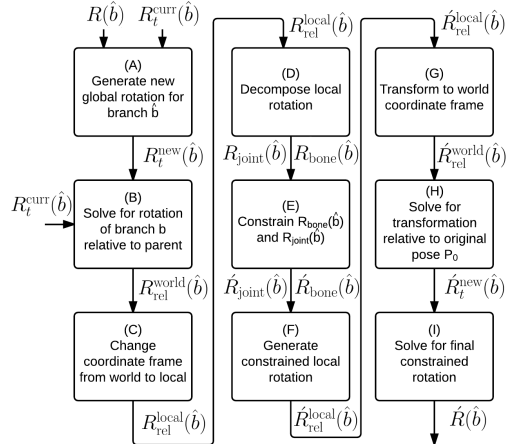 R(b̂) R_t^curr(b̂)
(A)
Generate new
global rotation for
branch b̂
R_t^new(b̂)
R_t^curr(b̂)
(B)
Solve for rotation
of branch b
relative to parent
R_rel^world(b̂)
(C)
Change
coordinate frame
from world to local
R_rel^local(b̂)
R_rel^local(b̂)
(D)
Decompose local
rotation
R_joint(b̂) R_bone(b̂)
(E)
Constrain R_bone(b̂)
and R_joint(b̂)
Ŕ_joint(b̂) Ŕ_bone(b̂)
(F)
Generate
constrained local
rotation
Ŕ_rel^local(b̂)
Ŕ_rel^local(b̂)
(G)
Transform to world
coordinate frame
Ŕ_rel^world(b̂)
(H)
Solve for
transformation
relative to original
pose P₀
Ŕ_t^new(b̂)
(I)
Solve for final
constrained
rotation
Ŕ(b̂)